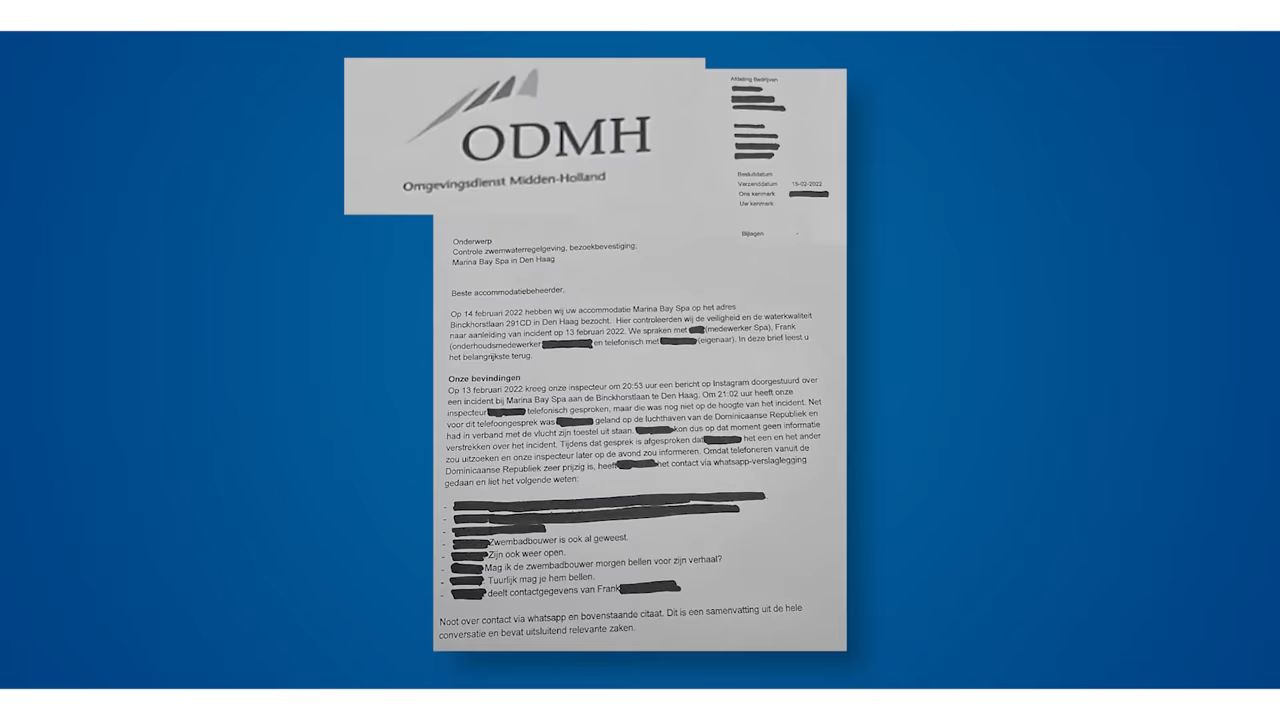 ODMH
Omgevingsdienst Midden-Holland
Afdeling Bedrijven
Besluitdatum
Verzenddatum 15-02-2022
Ons kenmerk
Uw kenmerk
Bijlagen -
Onderwerp
Controle zwemwaterregelgeving, bezoekbevestiging,
Marina Bay Spa in Den Haag
Beste accommodatiebeheerder,
Op 14 februari 2022 hebben wij uw accommodatie Marina Bay Spa op het adres
Binckhorstlaan 291CD in Den Haag bezocht. Hier controleerden wij de veiligheid en de waterkwaliteit
naar aanleiding van incident op 13 februari 2022. We spraken met (medewerker Spa), Frank
(onderhoudsmedewerker en telefonisch met (eigenaar). In deze brief leest u
het belangrijkste terug.
Onze bevindingen
Op 13 februari 2022 kreeg onze inspecteur om 20:53 uur een bericht op Instagram doorgestuurd over
een incident bij Marina Bay Spa aan de Binckhorstlaan te Den Haag. Om 21:02 uur heeft onze
inspecteur telefonisch gesproken, maar die was nog niet op de hoogte van het incident. Net
voor dit telefoongesprek was geland op de luchthaven van de Dominicaanse Republiek en
had in verband met de vlucht zijn toestel uit staan. kon dus op dat moment geen informatie
verstrekken over het incident. Tijdens dat gesprek is afgesproken dat het een en het ander
zou uitzoeken en onze inspecteur later op de avond zou informeren. Omdat telefoneren vanuit de
Dominicaanse Republiek zeer prijzig is, heeft het contact via whatsapp-verslaglegging
gedaan en liet het volgende weten:
-
-
-
- Zwembadbouwer is ook al geweest.
- Zijn ook weer open.
- Mag ik de zwembadbouwer morgen bellen voor zijn verhaal?
- : Tuurlijk mag je hem bellen.
- deelt contactgegevens van Frank
Noot over contact via whatsapp en bovenstaande citaat. Dit is een samenvatting uit de hele
conversatie en bevat uitsluitend relevante zaken.